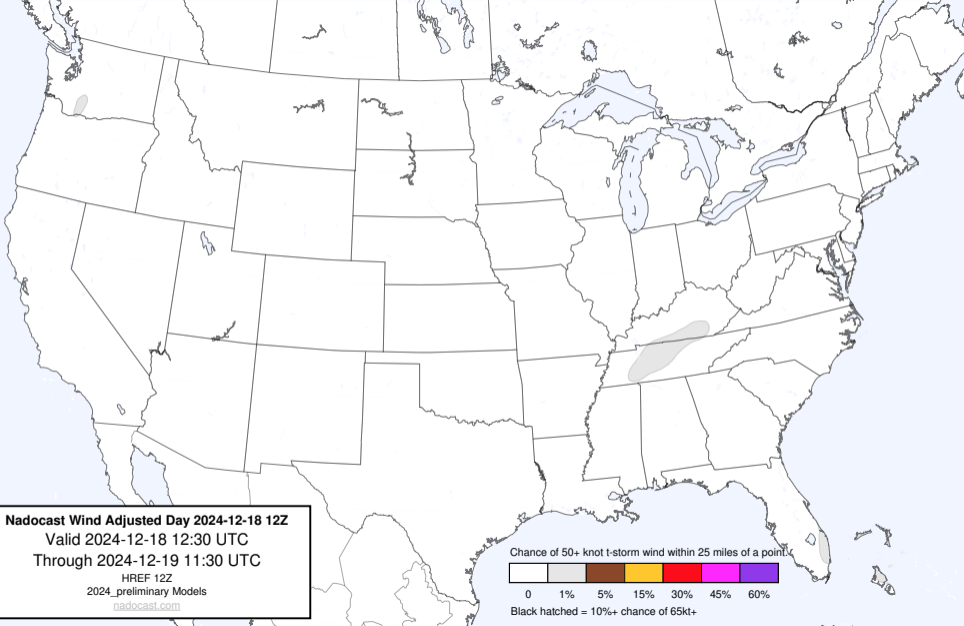 Nadocast Wind Adjusted Day 2024-12-18 12Z
Valid 2024-12-18 12:30 UTC
Through 2024-12-19 11:30 UTC
HREF 12Z
2024_preliminary Models
nadocast.com
Chance of 50+ knot t-storm wind within 25 miles of a point.
0 1% 5% 15% 30% 45% 60%
Black hatched = 10%+ chance of 65kt+